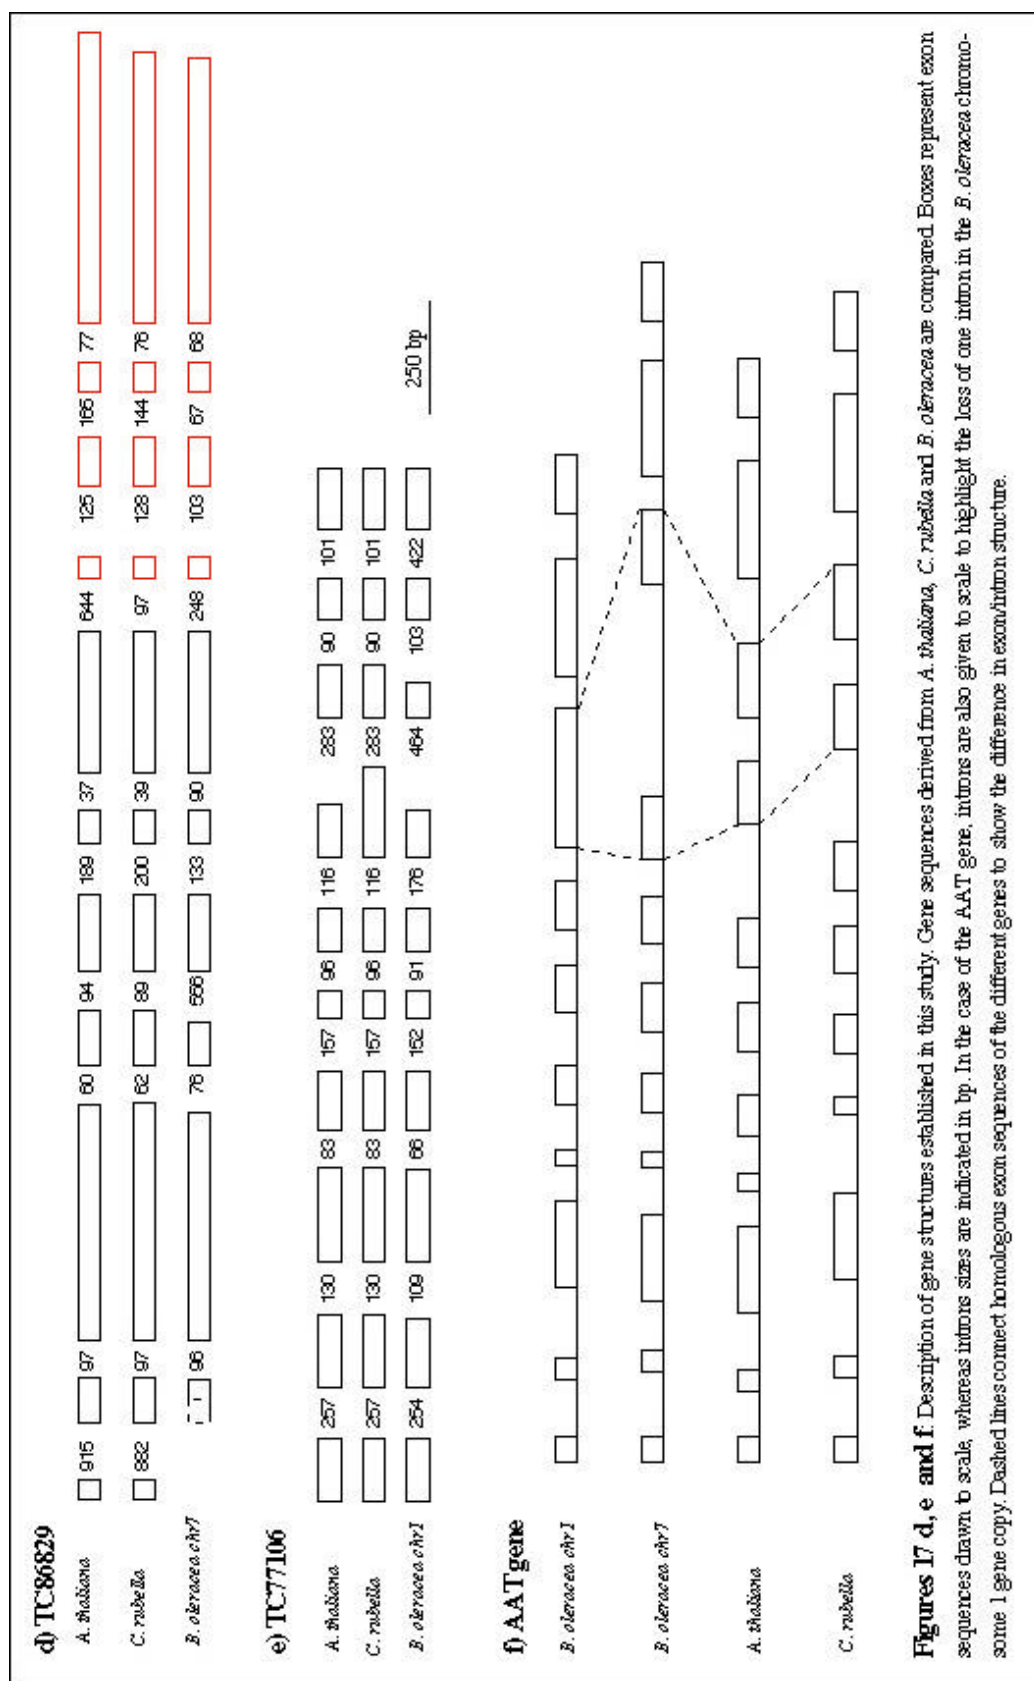 d) TC86829
A. thaliana 915 97 60 94 189 37 644 125 165 77
C. rubella 882 97 62 89 200 39 97 128 144 76
B. oleracea chr7 96 76 556 133 90 248 103 67 68
e) TC77106
A. thaliana 257 130 83 157 96 116 283 90 101
C. rubella 257 130 83 157 96 116 283 90 101
B. oleracea chr1 254 109 66 152 91 176 464 103 422
250 bp
f) AAT gene
B. oleracea chr 1
B. oleracea chr 7
A. thaliana
C. rubella
Figures 17 d, e and f. Description of gene structures established in this study. Gene sequences derived from A. thaliana, C. rubella and B. oleracea are compared. Boxes represent exon
sequences drawn to scale, whereas introns sizes are indicated in bp. In the case of the AAT gene, introns are also given to scale to highlight the loss of one intron in the B. oleracea chromo-
some 1 gene copy. Dashed lines connect homologous exon sequences of the different genes to show the difference in exon/intron structure.